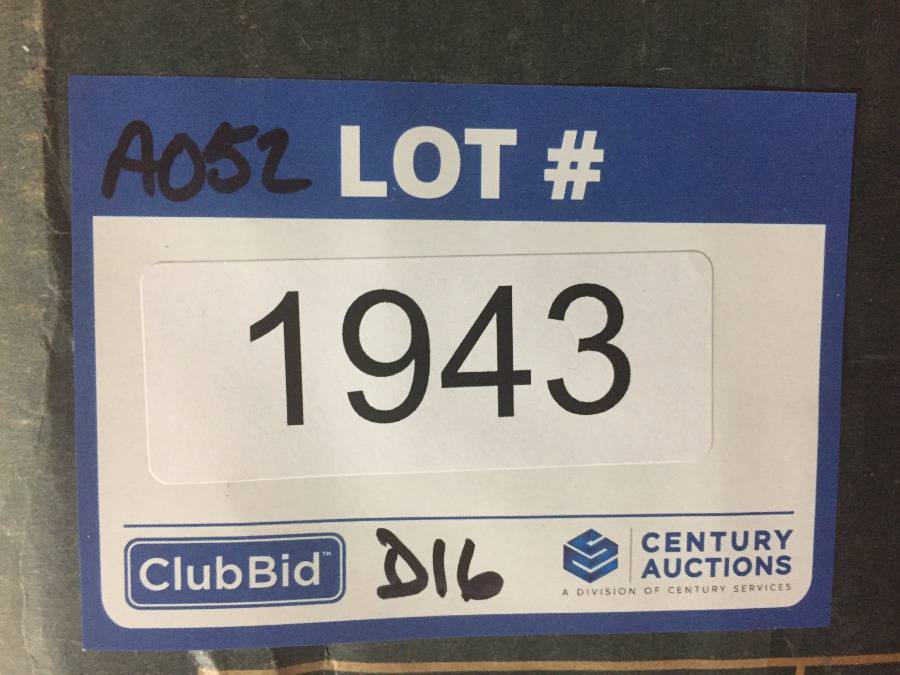 A052 LOT #
1943
ClubBid™ D16 CENTURY
AUCTIONS
A DIVISION OF CENTURY SERVICES